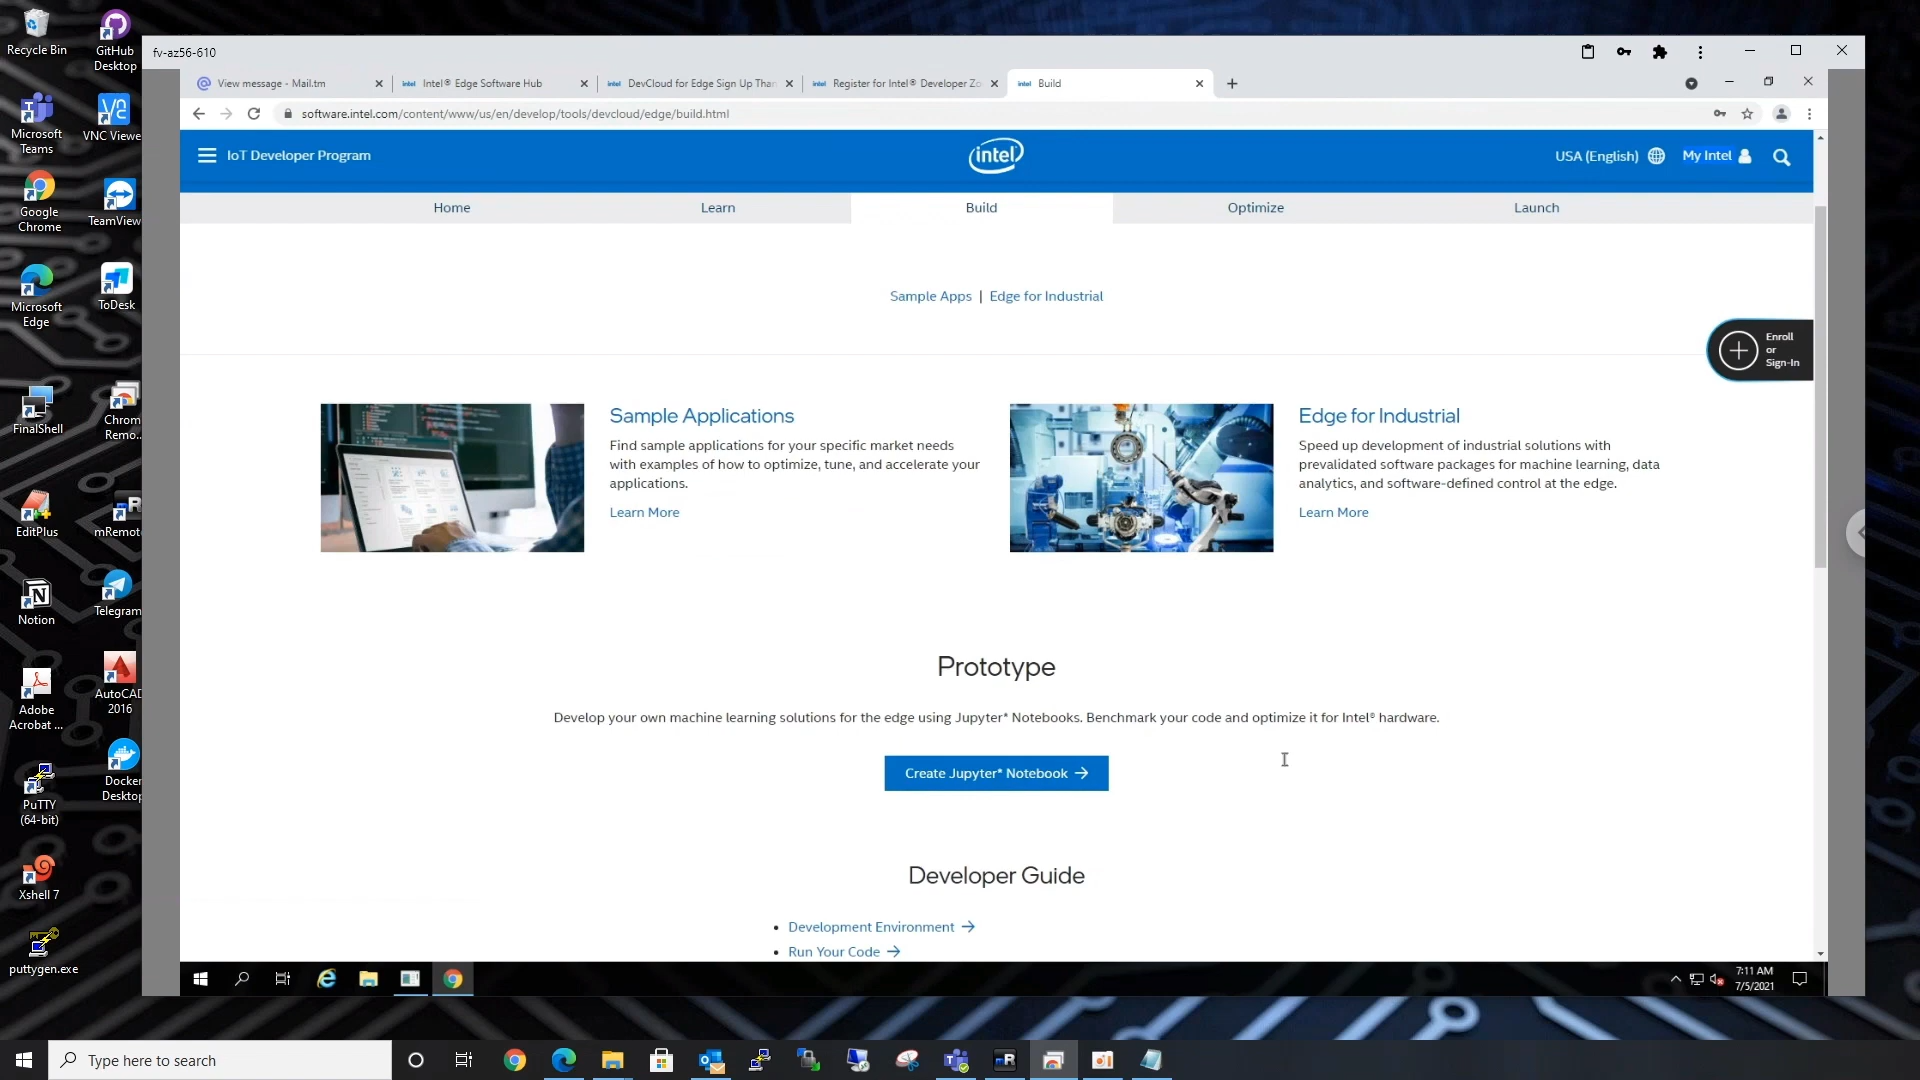 Recycle Bin
GitHub
Desktop
Microsoft
Teams
VNC Viewe
Google
Chrome
TeamView
Microsoft
Edge
ToDesk
FinalShell
Chrom
Remo..
EditPlus
mRemot
Notion
Telegram
Adobe
Acrobat ...
AutoCAD
2016
PuTTY
(64-bit)
Docker
Desktop
Xshell 7
puttygen.exe
fv-az56-610
View message - Mail.tm
Intel® Edge Software Hub
DevCloud for Edge Sign Up Than
Register for Intel® Developer Zo
Build
software.intel.com/content/www/us/en/develop/tools/devcloud/edge/build.html
IoT Developer Program
intel
USA (English)
My Intel
Home
Learn
Build
Optimize
Launch
Sample Apps | Edge for Industrial
Enroll
or
Sign-In
Sample Applications
Find sample applications for your specific market needs
with examples of how to optimize, tune, and accelerate your
applications.
Learn More
Edge for Industrial
Speed up development of industrial solutions with
prevalidated software packages for machine learning, data
analytics, and software-defined control at the edge.
Learn More
Prototype
Develop your own machine learning solutions for the edge using Jupyter* Notebooks. Benchmark your code and optimize it for Intel® hardware.
Create Jupyter* Notebook →
Developer Guide
• Development Environment →
• Run Your Code →
7:11 AM
7/5/2021
Type here to search